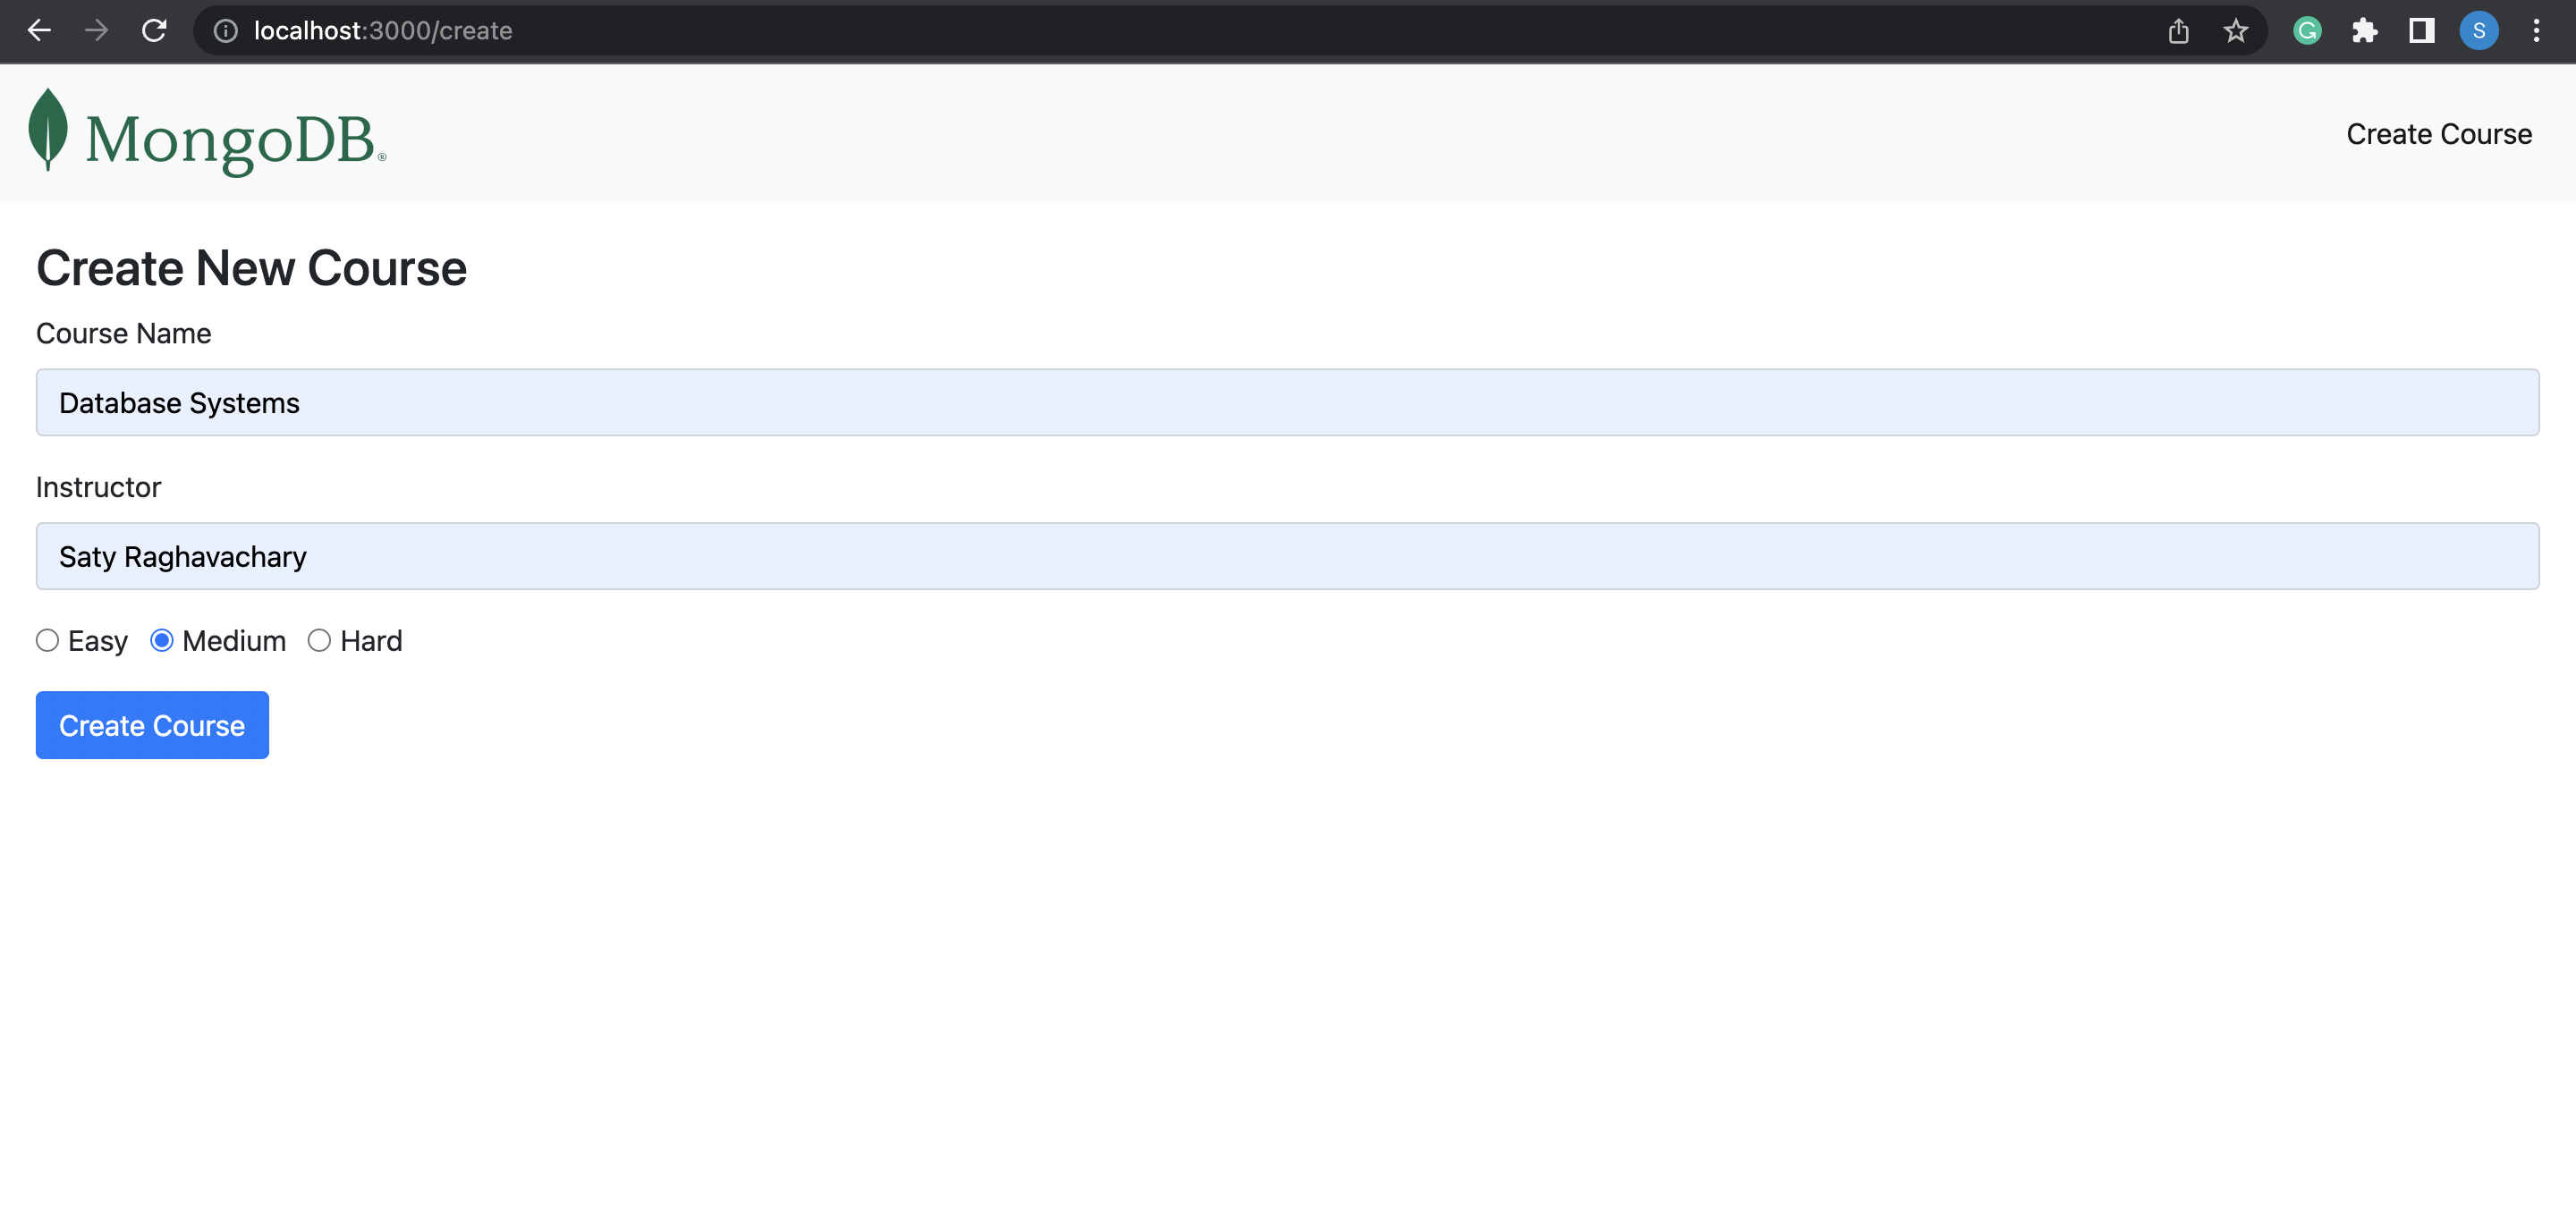 localhost:3000/create
S
MongoDB®
Create Course
Create New Course
Course Name
Database Systems
Instructor
Saty Raghavachary
Easy Medium Hard
Create Course